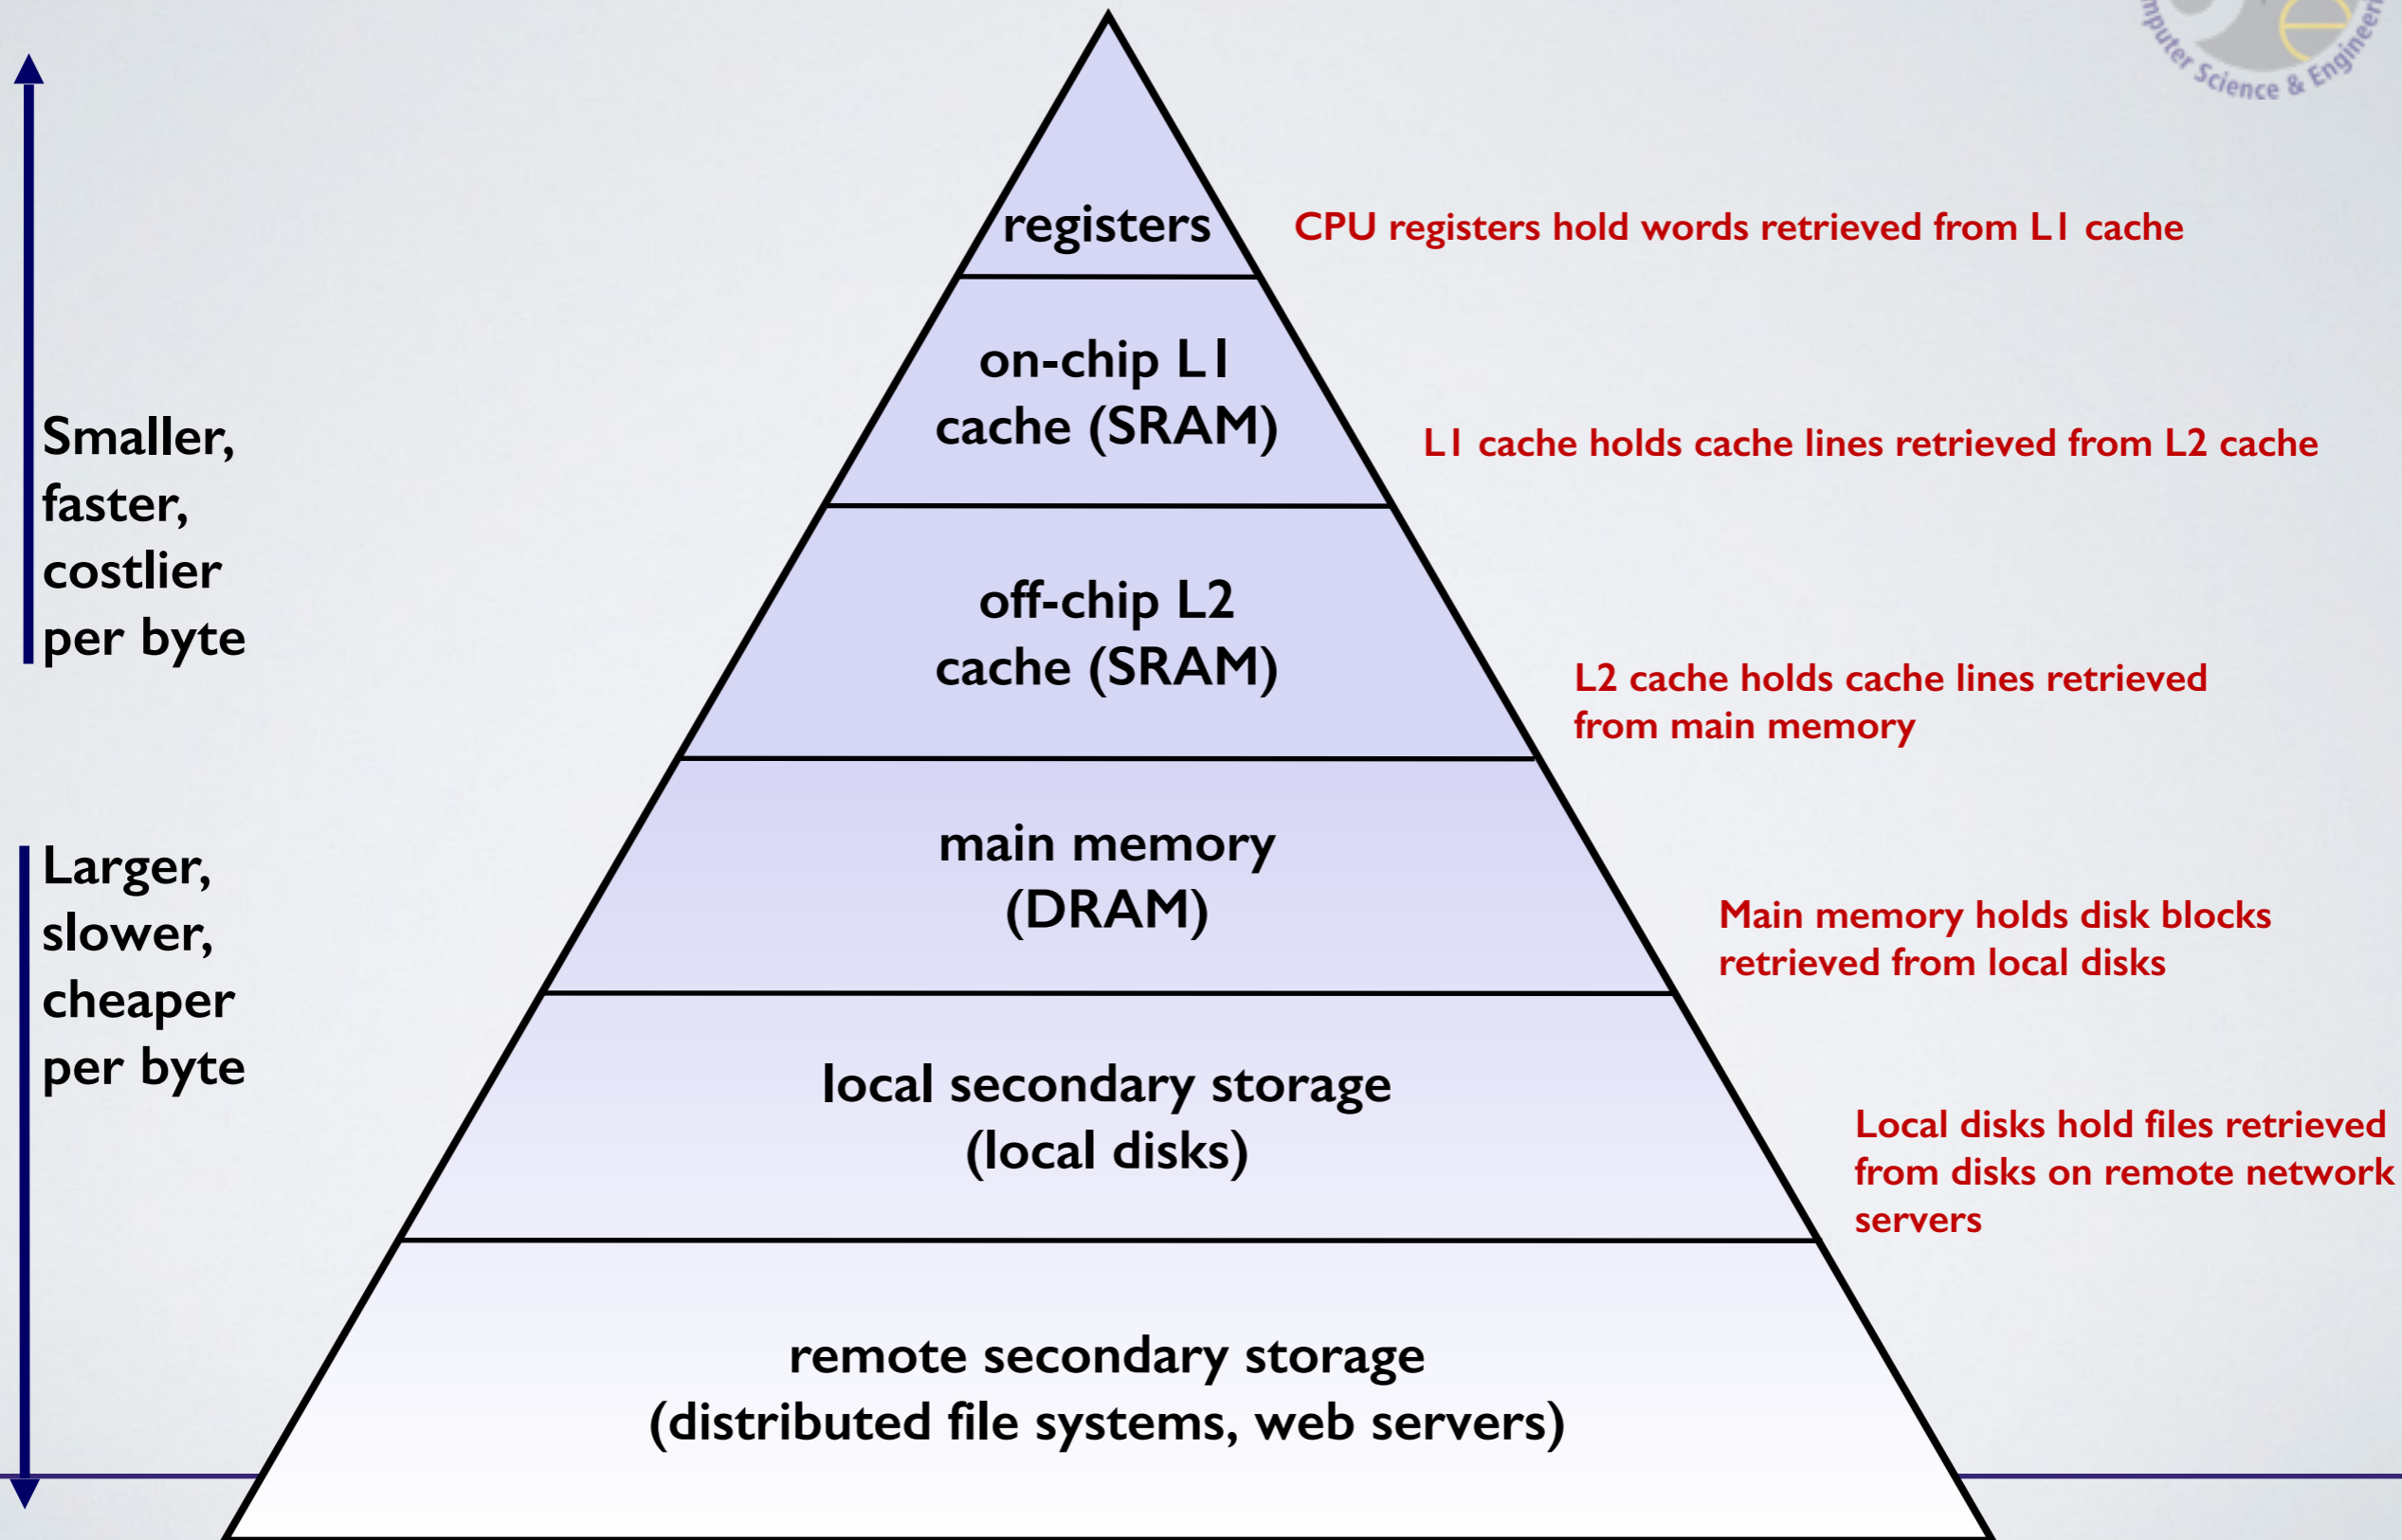 Computer Science & Engineering
registers
CPU registers hold words retrieved from L1 cache
on-chip L1
cache (SRAM)
L1 cache holds cache lines retrieved from L2 cache
Smaller,
faster,
costlier
per byte
off-chip L2
cache (SRAM)
L2 cache holds cache lines retrieved
from main memory
Larger,
slower,
cheaper
per byte
main memory
(DRAM)
Main memory holds disk blocks
retrieved from local disks
local secondary storage
(local disks)
Local disks hold files retrieved
from disks on remote network
servers
remote secondary storage
(distributed file systems, web servers)